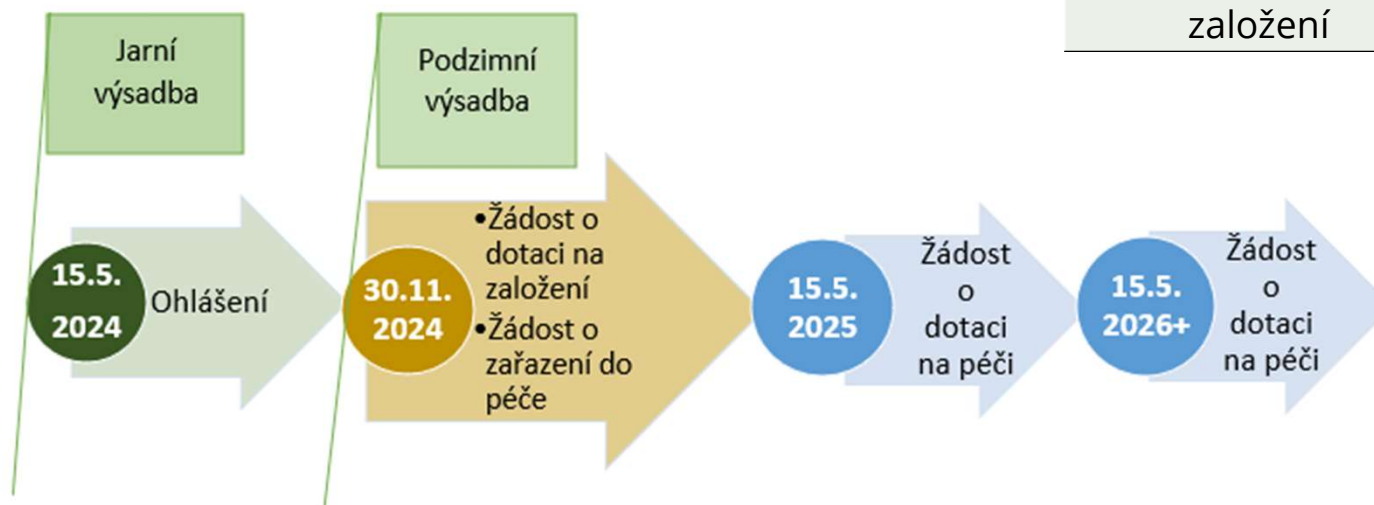 založení
Jarní
výsadba
Podzimní
výsadba
15.5.
2024
Ohlášení
30.11.
2024
•Žádost o
dotaci na
založení
•Žádost o
zařazení do
péče
15.5.
2025
Žádost
o
dotaci
na péči
15.5.
2026+
Žádost
o
dotaci
na péči